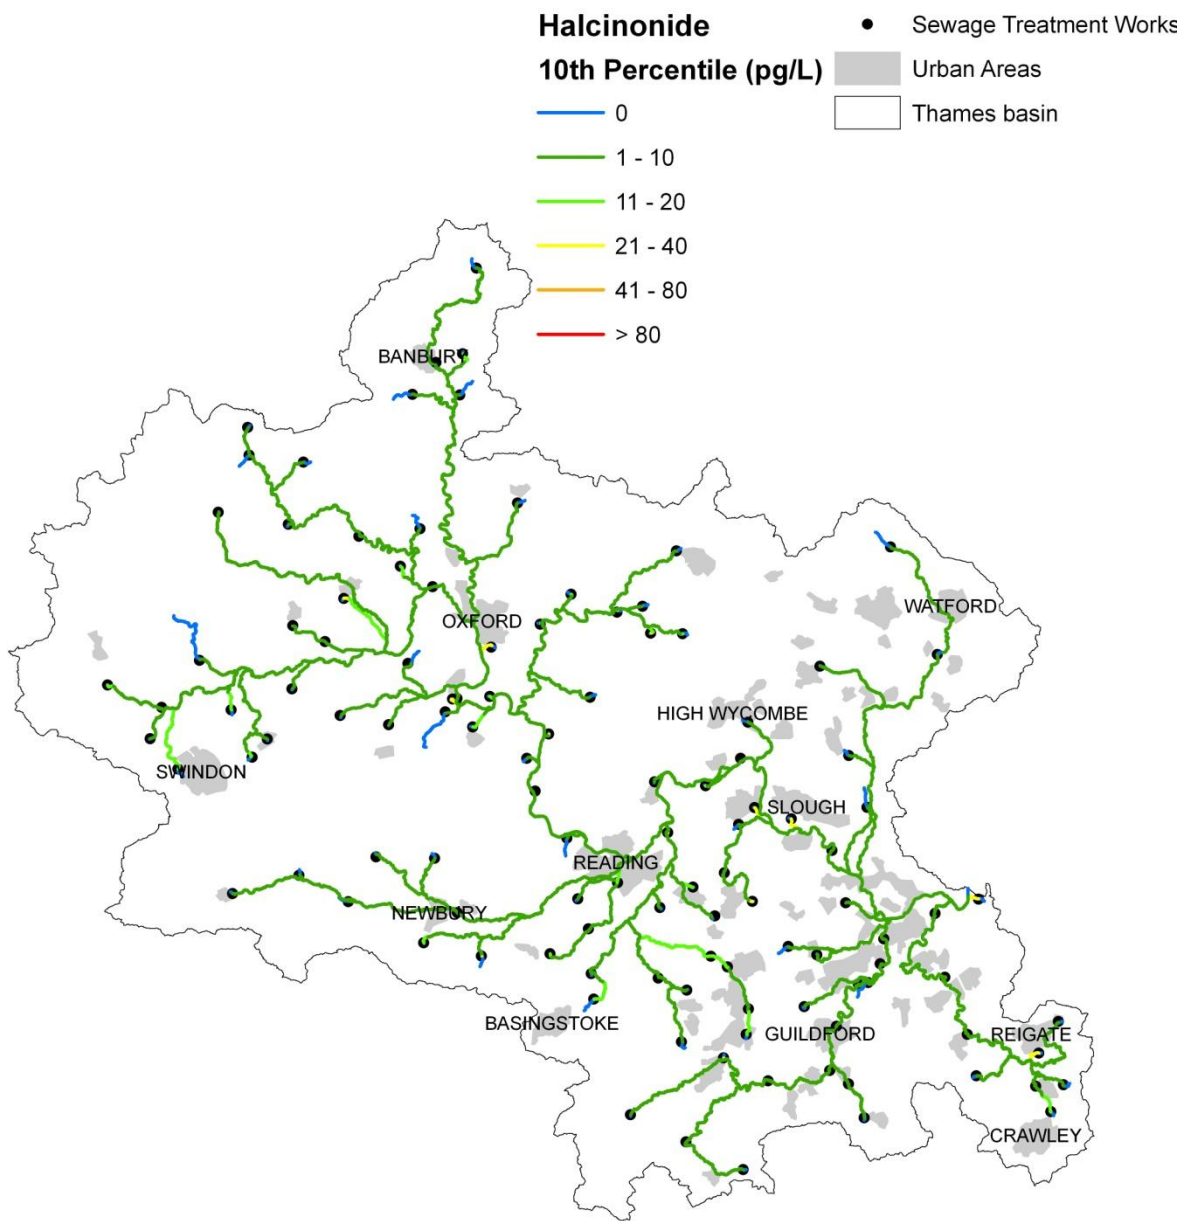 Halcinonide
10th Percentile (pg/L)
0
1 - 10
11 - 20
21 - 40
41 - 80
> 80
Sewage Treatment Works
Urban Areas
Thames basin
BANBURY
OXFORD
WATFORD
HIGH WYCOMBE
SWINDON
SLOUGH
READING
NEWBURY
BASINGSTOKE
GUILDFORD
REIGATE
CRAWLEY